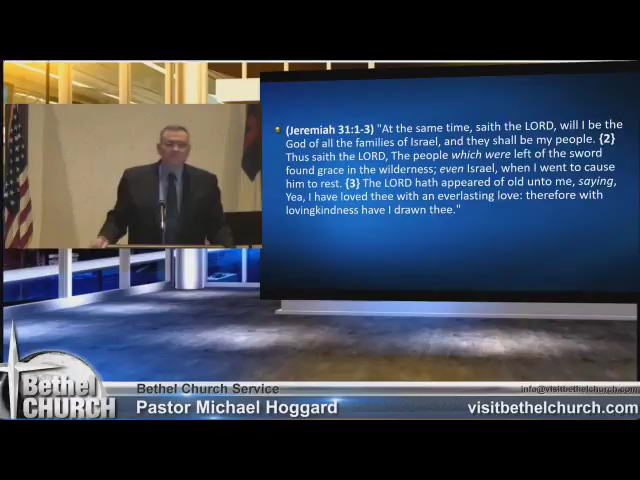 (Jeremiah 31:1-3) "At the same time, saith the LORD, will I be the
God of all the families of Israel, and they shall be my people. {2}
Thus saith the LORD, The people which were left of the sword
found grace in the wilderness; even Israel, when I went to cause
him to rest. {3} The LORD hath appeared of old unto me, saying,
Yea, I have loved thee with an everlasting love: therefore with
lovingkindness have I drawn thee."
Bethel
CHURCH
Bethel Church Service
info@visitbethelchurch.com
Pastor Michael Hoggard
visitbethelchurch.com